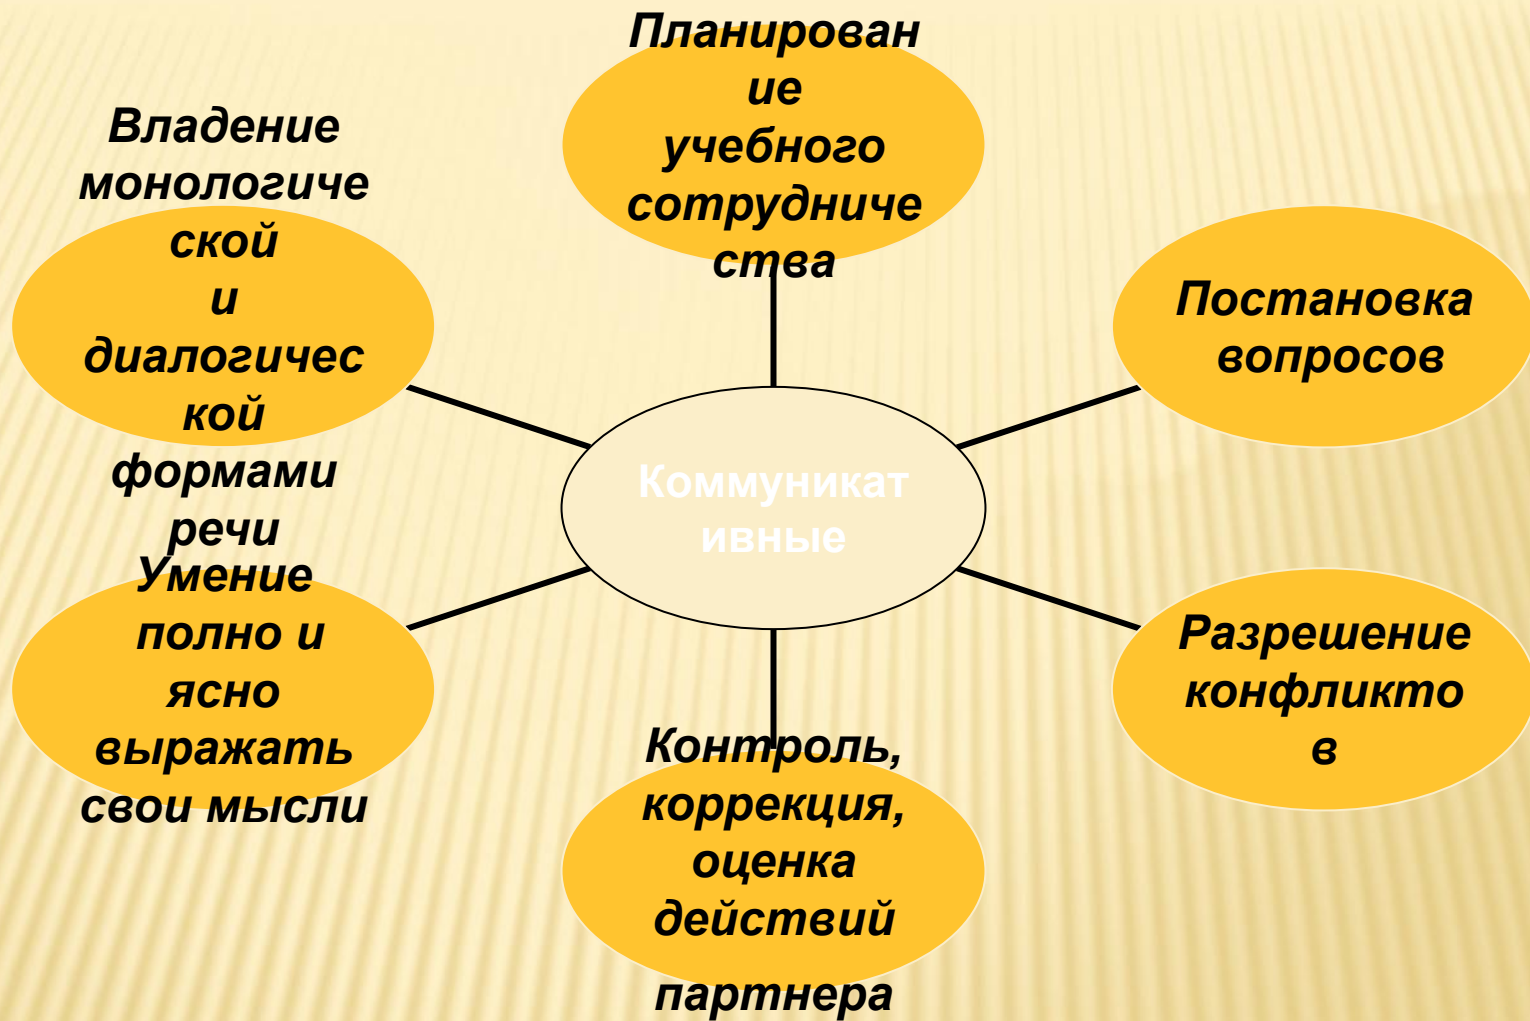 Планирован
ие
учебного
сотрудниче
ства
Постановка
вопросов
Разрешение
конфликто
в
Контроль,
коррекция,
оценка
действий
партнера
Умение
полно и
ясно
выражать
свои мысли
Владение
монологиче
ской
и
диалогичес
кой
формами
речи
Коммуникат
ивные